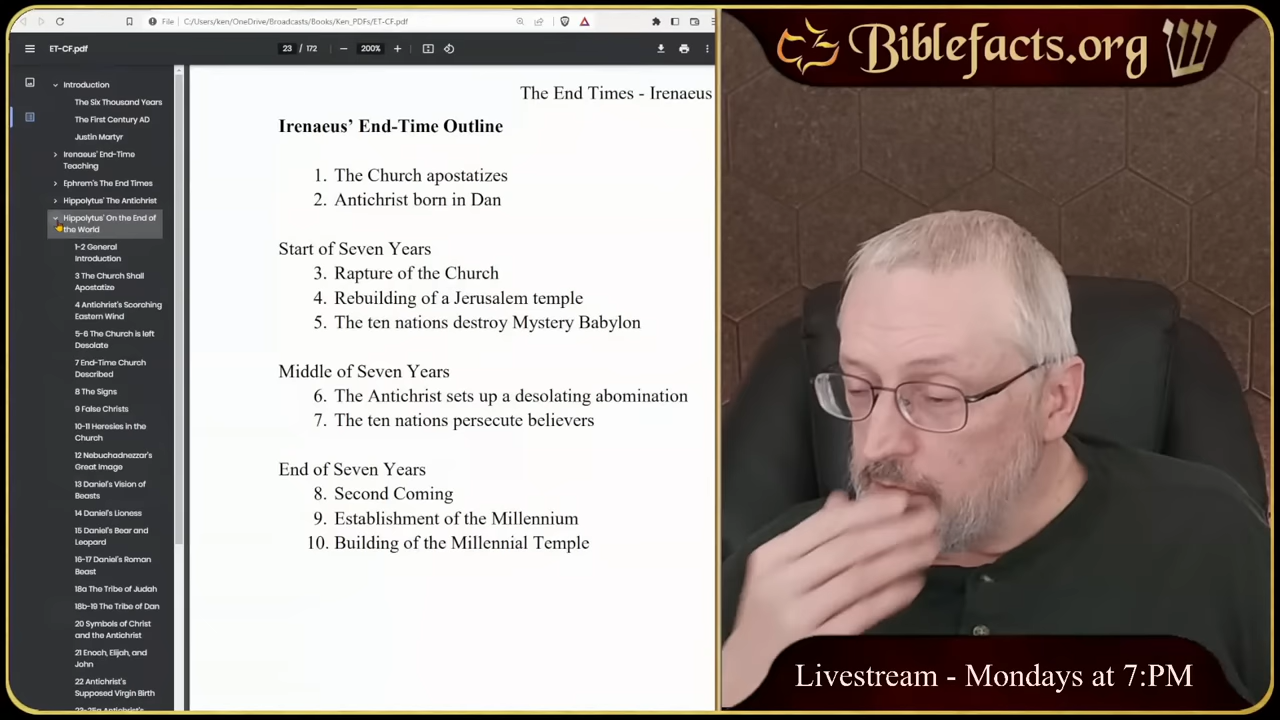 File | C:/Users/ken/OneDrive/Broadcasts/Books/Ken_PDFs/ET-CF.pdf
ET-CF.pdf
23 / 172
200%
Introduction
The Six Thousand Years
The First Century AD
Justin Martyr
Irenaeus' End-Time
Teaching
Ephrem's The End Times
Hippolytus' The Antichrist
Hippolytus' On the End of
the World
1-2 General
Introduction
3 The Church Shall
Apostatize
4 Antichrist's Scorching
Eastern Wind
5-6 The Church is left
Desolate
7 End-Time Church
Described
8 The Signs
9 False Christs
10-11 Heresies in the
Church
12 Nebuchadnezzar's
Great Image
13 Daniel's Vision of
Beasts
14 Daniel's Lioness
15 Daniel's Bear and
Leopard
16-17 Daniel's Roman
Beast
18a The Tribe of Judah
18b-19 The Tribe of Dan
20 Symbols of Christ
and the Antichrist
21 Enoch, Elijah, and
John
22 Antichrist's
Supposed Virgin Birth
The End Times - Irenaeus
Irenaeus' End-Time Outline
1. The Church apostatizes
2. Antichrist born in Dan
Start of Seven Years
3. Rapture of the Church
4. Rebuilding of a Jerusalem temple
5. The ten nations destroy Mystery Babylon
Middle of Seven Years
6. The Antichrist sets up a desolating abomination
7. The ten nations persecute believers
End of Seven Years
8. Second Coming
9. Establishment of the Millennium
10. Building of the Millennial Temple
Biblefacts.org
Livestream - Mondays at 7:PM